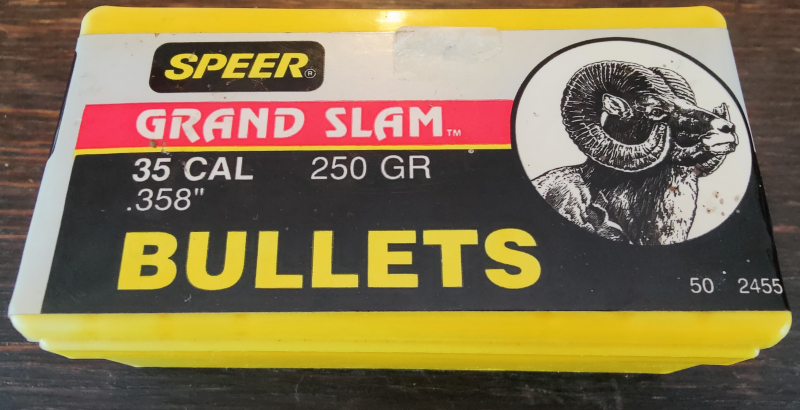 SPEER®
GRAND SLAM™
35 CAL 250 GR
.358"
BULLETS
50 2455